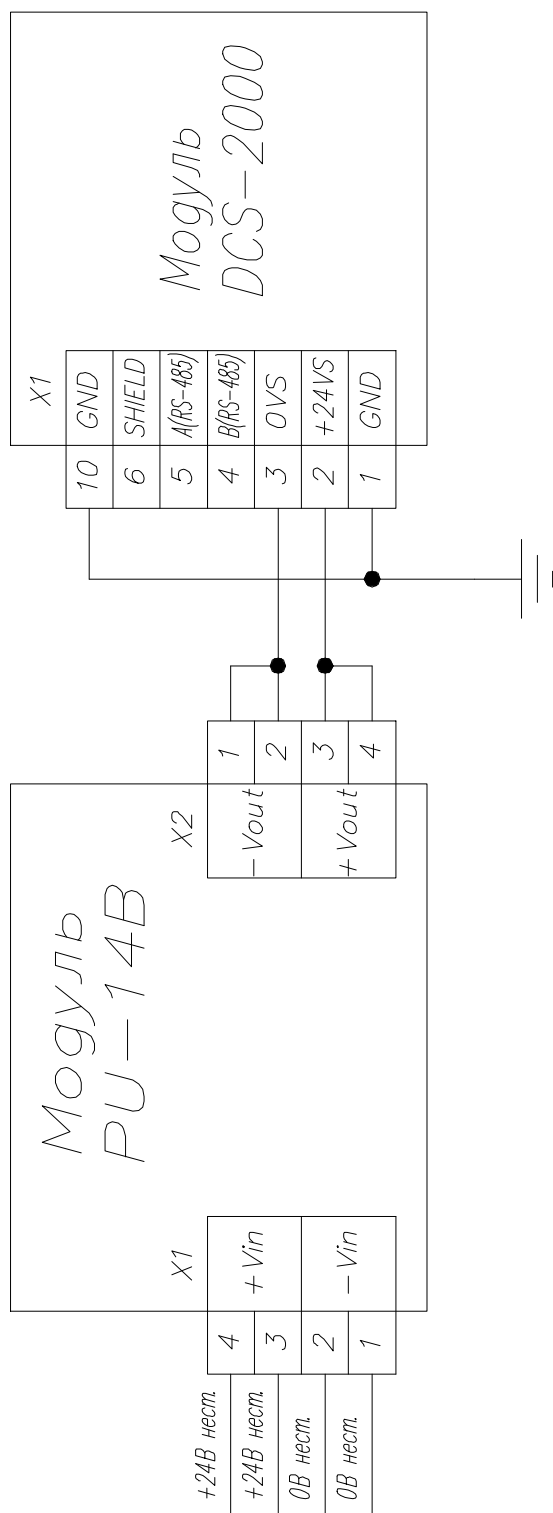 Модуль
DCS-2000
X1
10 GND
6 SHIELD
5 A(RS-485)
4 B(RS-485)
3 0VS
2 +24VS
1 GND
Модуль
PU-14В
X2
1
2
-Vout
3
4
+Vout
X1
4
3
+Vin
2
1
-Vin
+24В нест.
+24В нест.
0В нест.
0В нест.